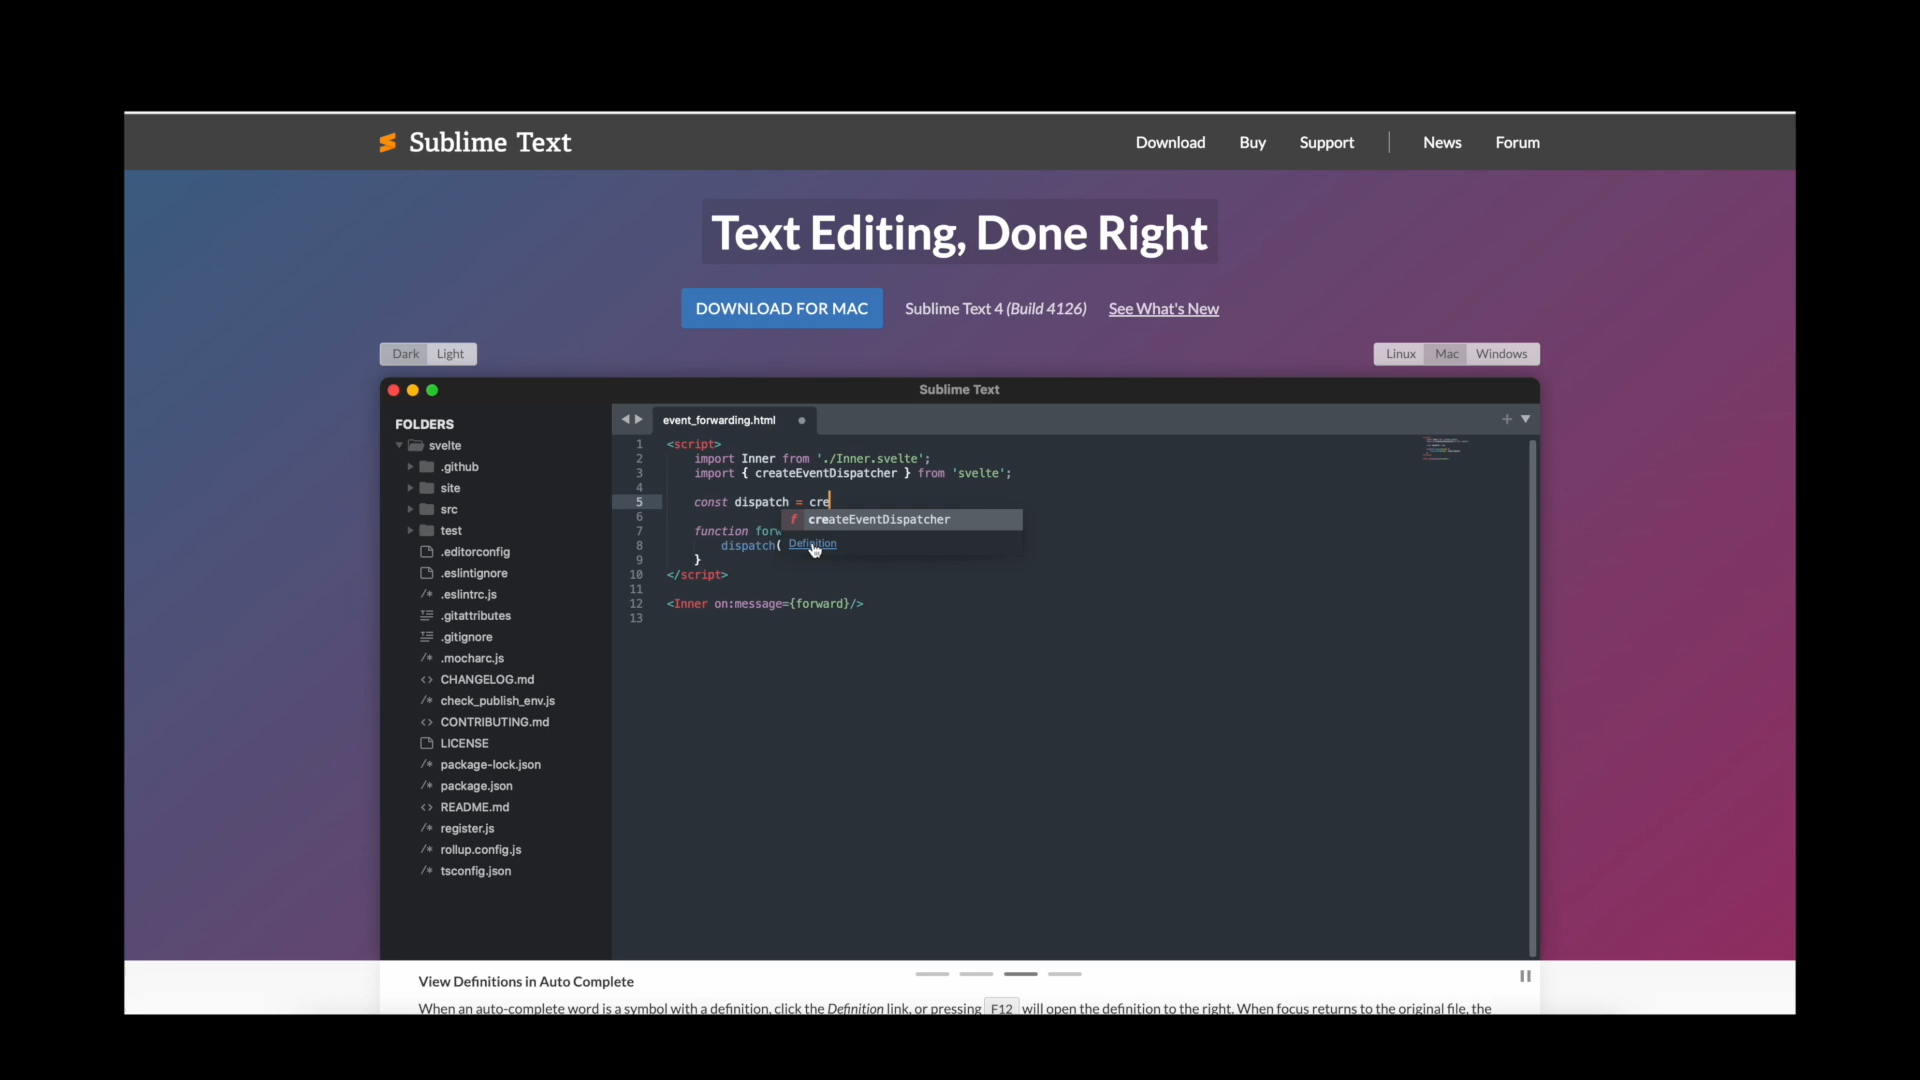 Sublime Text
Download Buy Support News Forum
Text Editing, Done Right
DOWNLOAD FOR MAC Sublime Text 4 (Build 4126) See What's New
Dark Light
Linux Mac Windows
Sublime Text
FOLDERS
svelte
.github
site
src
test
.editorconfig
.eslintignore
/* .eslintrc.js
.gitattributes
.gitignore
/* .mocharc.js
<> CHANGELOG.md
/* check_publish_env.js
<> CONTRIBUTING.md
LICENSE
/* package-lock.json
/* package.json
<> README.md
/* register.js
/* rollup.config.js
/* tsconfig.json
event_forwarding.html
1 <script>
2 import Inner from './Inner.svelte';
3 import { createEventDispatcher } from 'svelte';
4
5 const dispatch = cre
f createEventDispatcher
6
7 function forw
8 dispatch( Definition
9 }
10 </script>
11
12 <Inner on:message={forward}/>
13
View Definitions in Auto Complete
When an auto-complete word is a symbol with a definition, click the Definition link, or pressing F12 will open the definition to the right. When focus returns to the original file, the